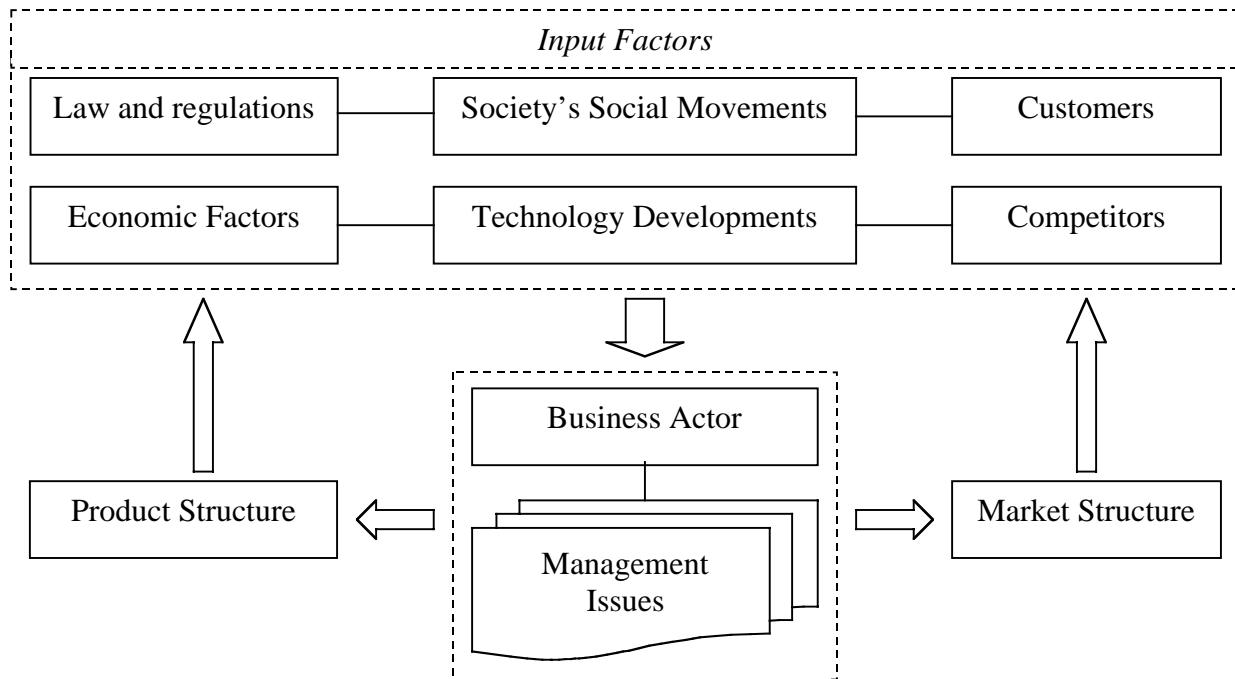 Input Factors
Law and regulations
Society’s Social Movements
Customers
Economic Factors
Technology Developments
Competitors
Business Actor
Product Structure
Market Structure
Management
Issues